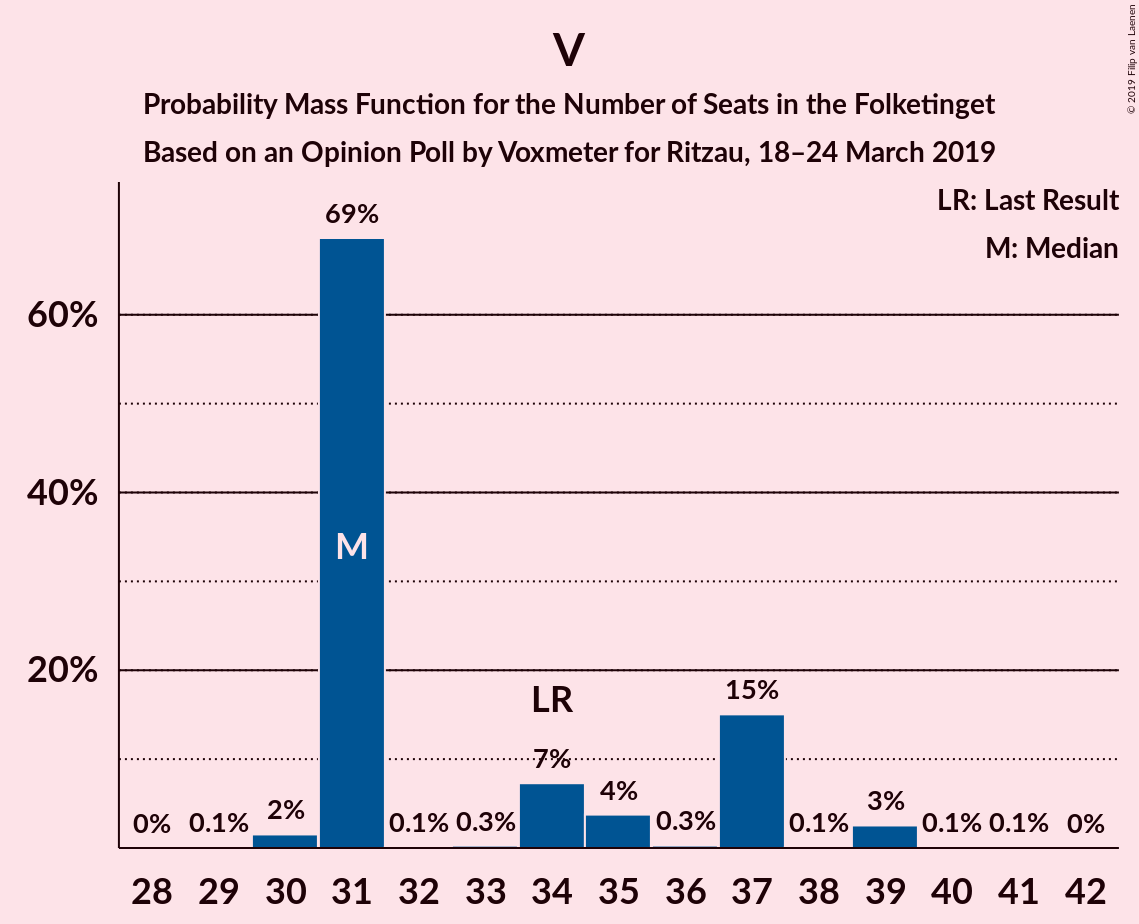 V
Probability Mass Function for the Number of Seats in the Folketinget
Based on an Opinion Poll by Voxmeter for Ritzau, 18–24 March 2019
© 2019 Filip van Laenen
LR: Last Result
M: Median
60%
40%
20%
69%
M
LR
0% 0.1% 2% 0.1% 0.3% 7% 4% 0.3% 15% 0.1% 3% 0.1% 0.1% 0%
28 29 30 31 32 33 34 35 36 37 38 39 40 41 42